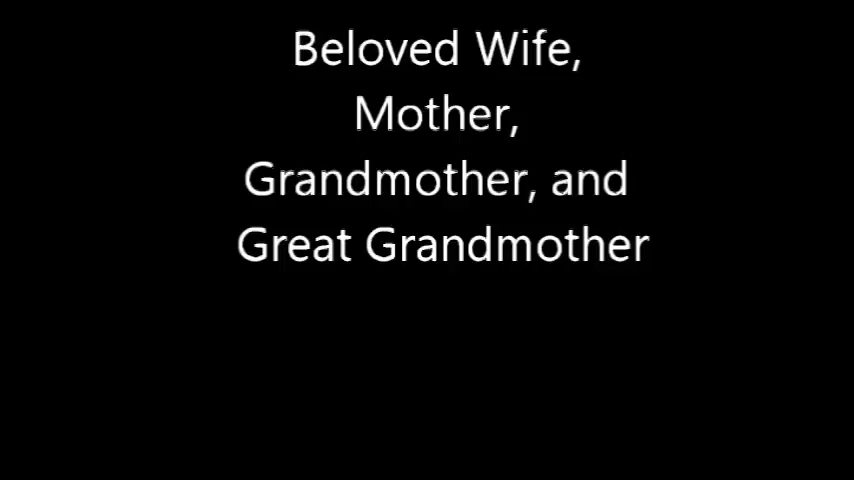 Beloved Wife,
Mother,
Grandmother, and
Great Grandmother